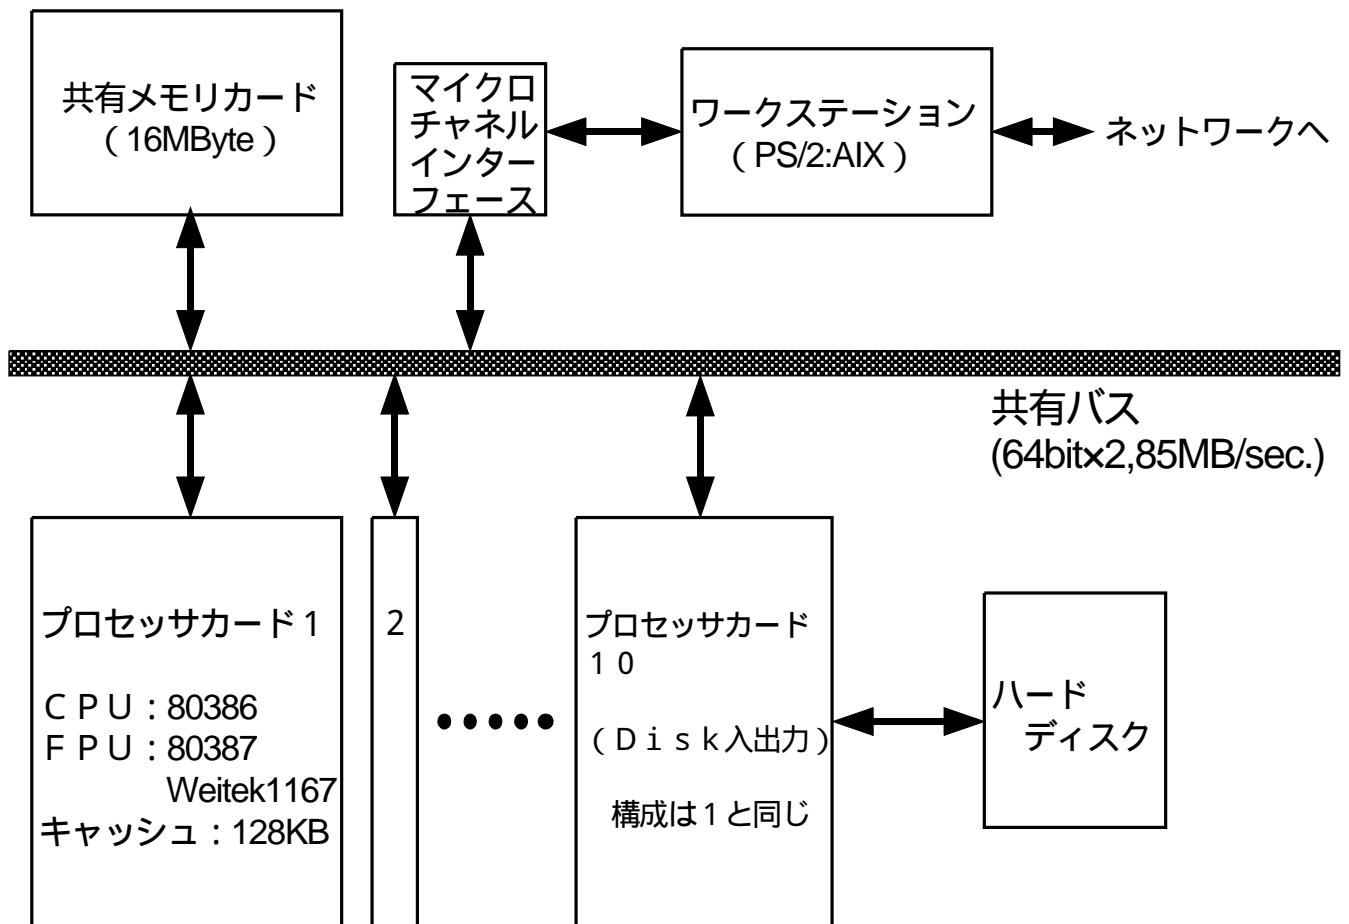 共有メモリカード
（16MByte）
マイクロ
チャネル
インター
フェース
ワークステーション
（PS/2:AIX）
ネットワークへ
共有バス
(64bit×2,85MB/sec.)
プロセッサカード１
ＣＰＵ：80386
ＦＰＵ：80387
Weitek1167
キャッシュ：128KB
２
プロセッサカード
１０
（Ｄｉｓｋ入出力）
構成は１と同じ
ハード
ディスク